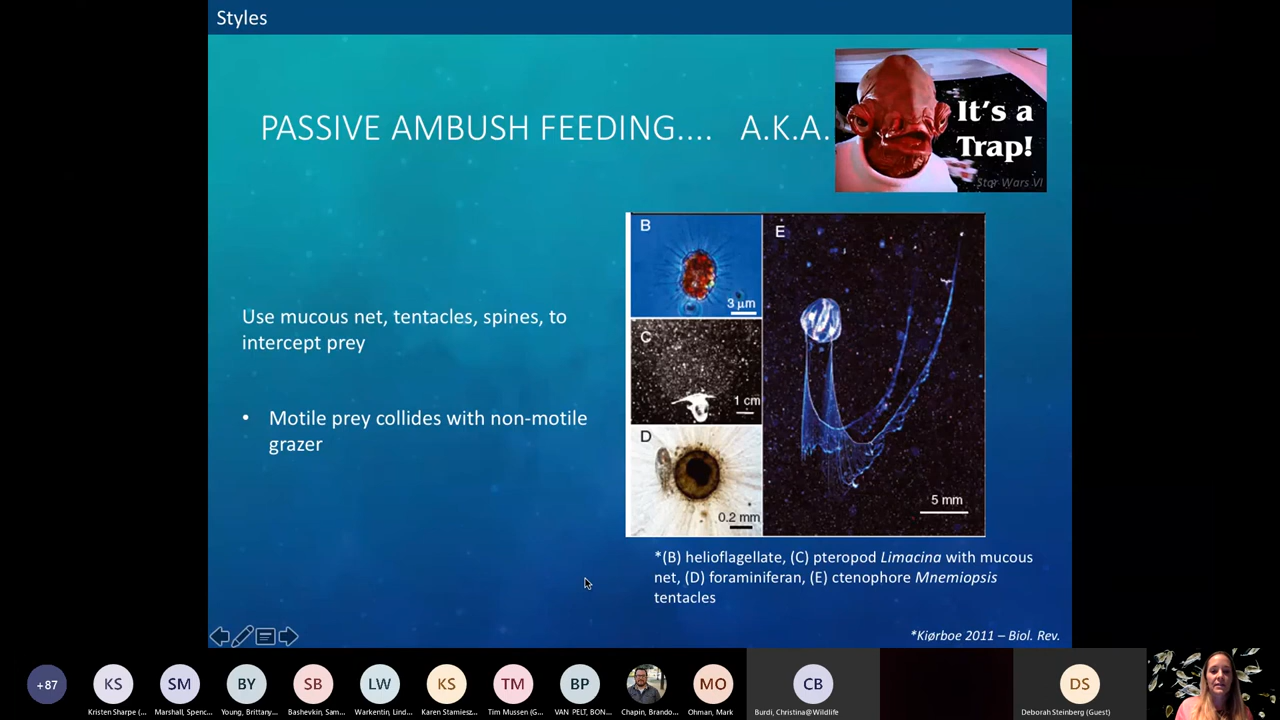 Styles
PASSIVE AMBUSH FEEDING.... A.K.A.
It's a
Trap!
Star Wars VI
B
3 µm
C
1 cm
D
0.2 mm
E
5 mm
Use mucous net, tentacles, spines, to
intercept prey
• Motile prey collides with non-motile
grazer
*(B) helioflagellate, (C) pteropod Limacina with mucous
net, (D) foraminiferan, (E) ctenophore Mnemiopsis
tentacles
*Kiørboe 2011 – Biol. Rev.
+87
KS
SM
BY
SB
LW
KS
TM
BP
MO
CB
DS
Kristen Sharpe (...
Marshall, Spenc...
Young, Brittany...
Bashevkin, Sam...
Warkentin, Lind...
Karen Stamiesz...
Tim Mussen (G...
VAN PELT, BON...
Chapin, Brando...
Ohman, Mark
Burdi, Christina@Wildlife
Deborah Steinberg (Guest)